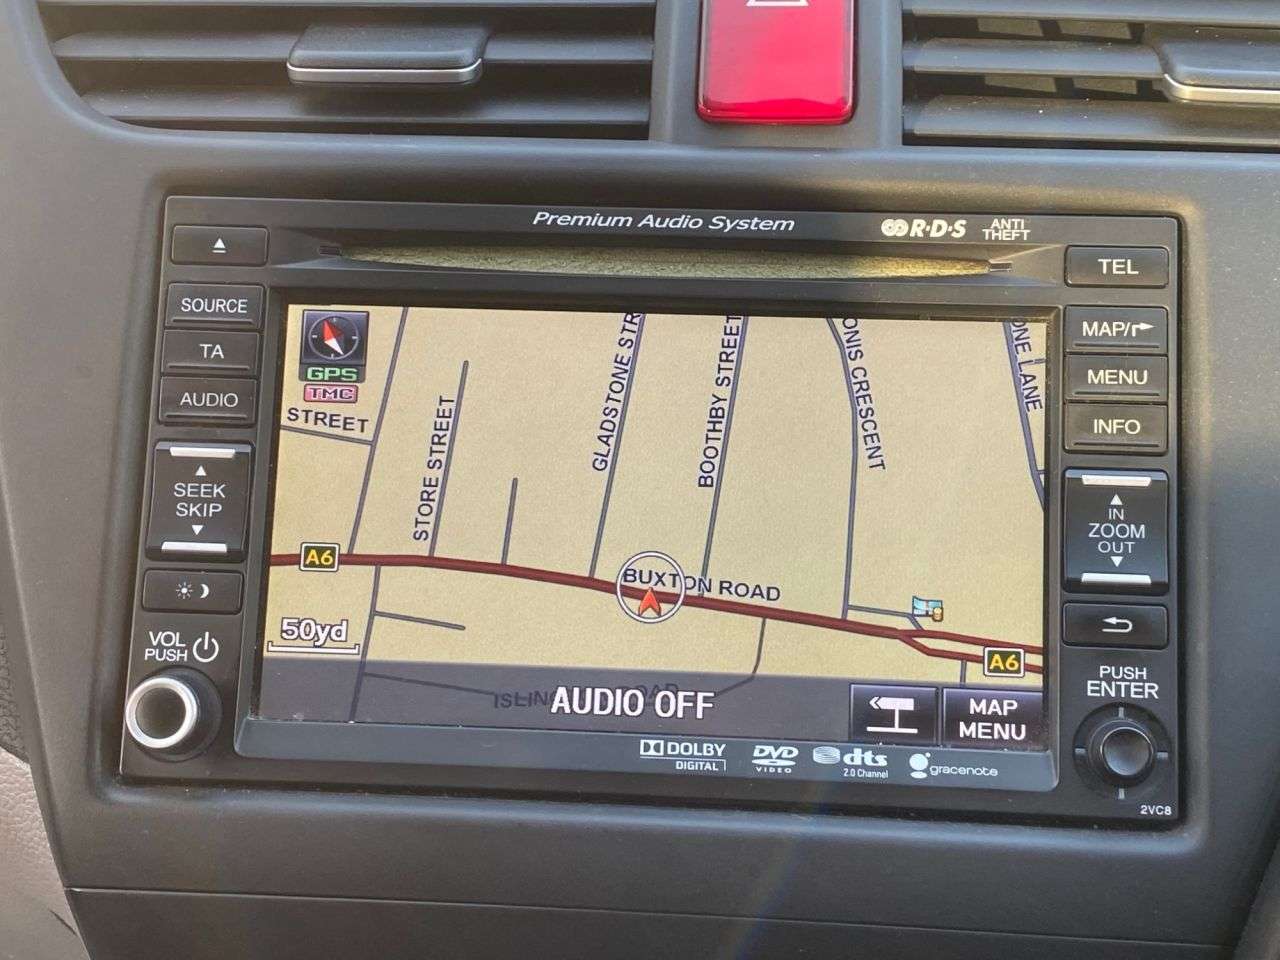 Premium Audio System
R·D·S
ANTI
THEFT
SOURCE
TA
AUDIO
SEEK
SKIP
VOL
PUSH
TEL
MAP/
MENU
INFO
IN
ZOOM
OUT
PUSH
ENTER
2VC8
GPS
TMC
STREET
STORE STREET
GLADSTONE STR
BOOTHBY STREET
ONIS CRESCENT
ONE LANE
A6
BUXTON ROAD
50yd
A6
AUDIO OFF
MAP
MENU
DOLBY
DIGITAL
DVD
VIDEO
dts
2.0 Channel
gracenote